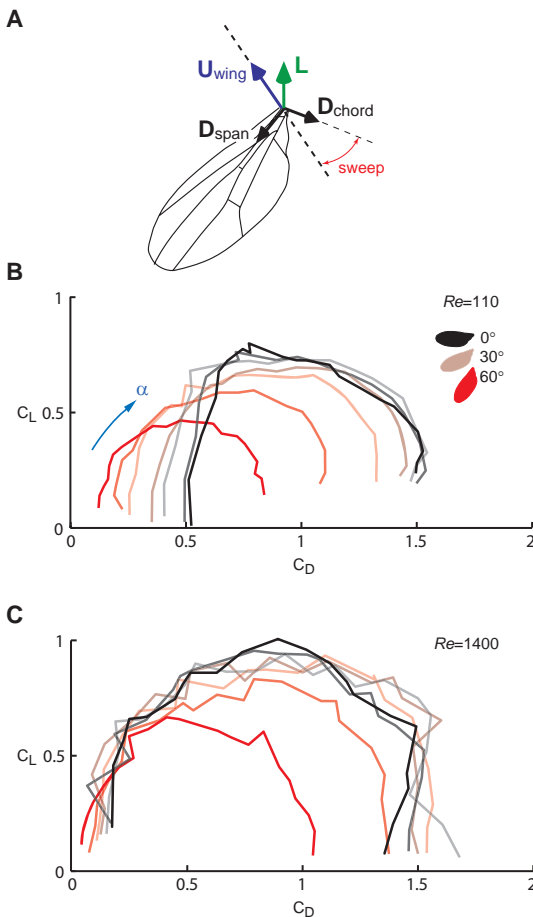 A
U wing
L
D chord
D span
sweep
B
1
Re=110
0°
30°
60°
α
C L
0.5
0
0
0.5
1
1.5
2
C D
C
1
Re=1400
C L
0.5
0
0
0.5
1
1.5
2
C D